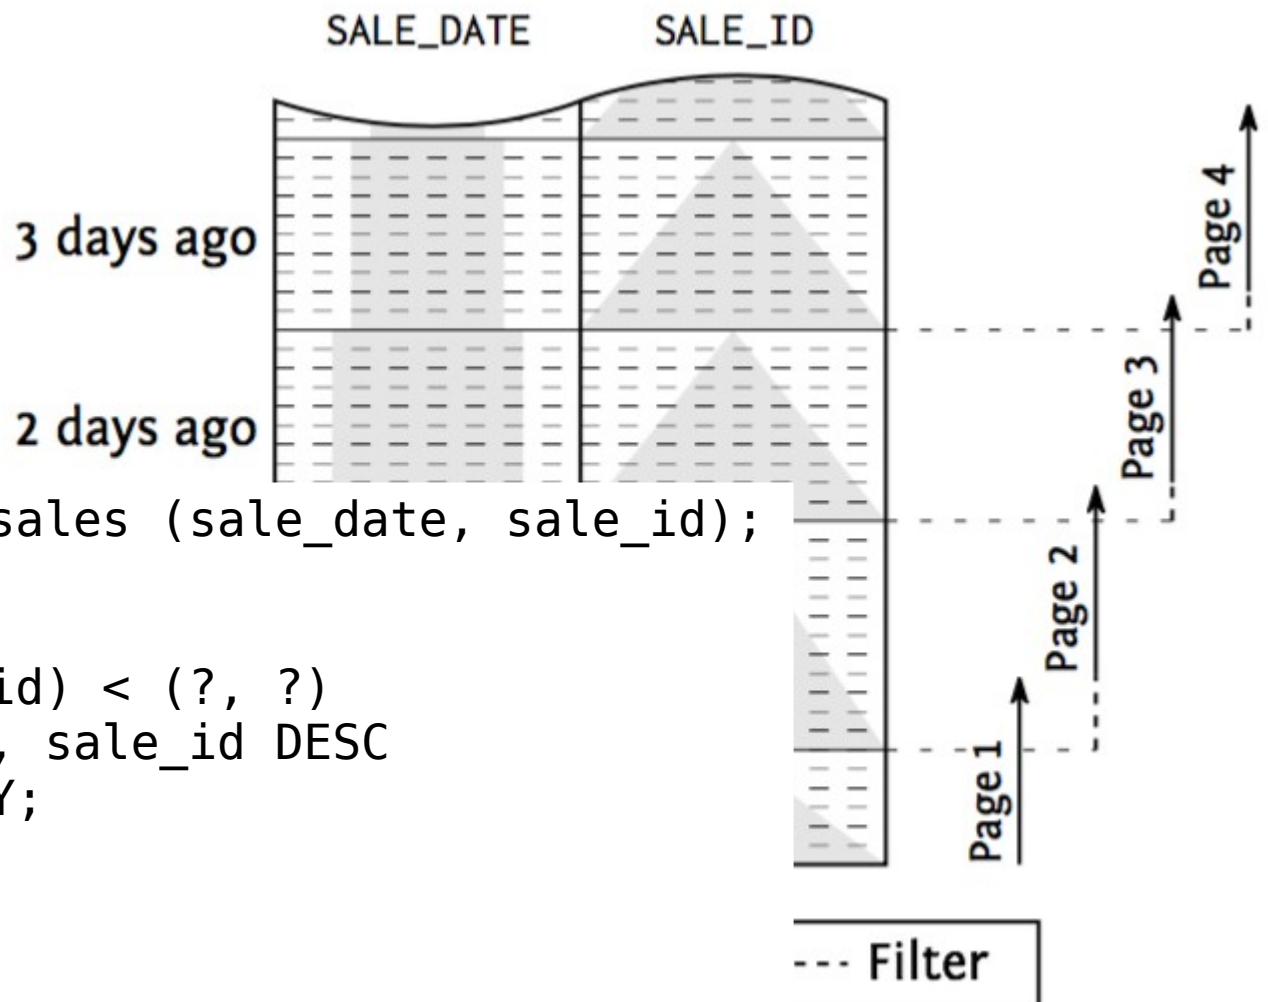 SALE_DATE SALE_ID
3 days ago
2 days ago
sales (sale_date, sale_id);
id) < (?, ?)
, sale_id DESC
Y;
Page 4
Page 3
Page 2
Page 1
--- Filter